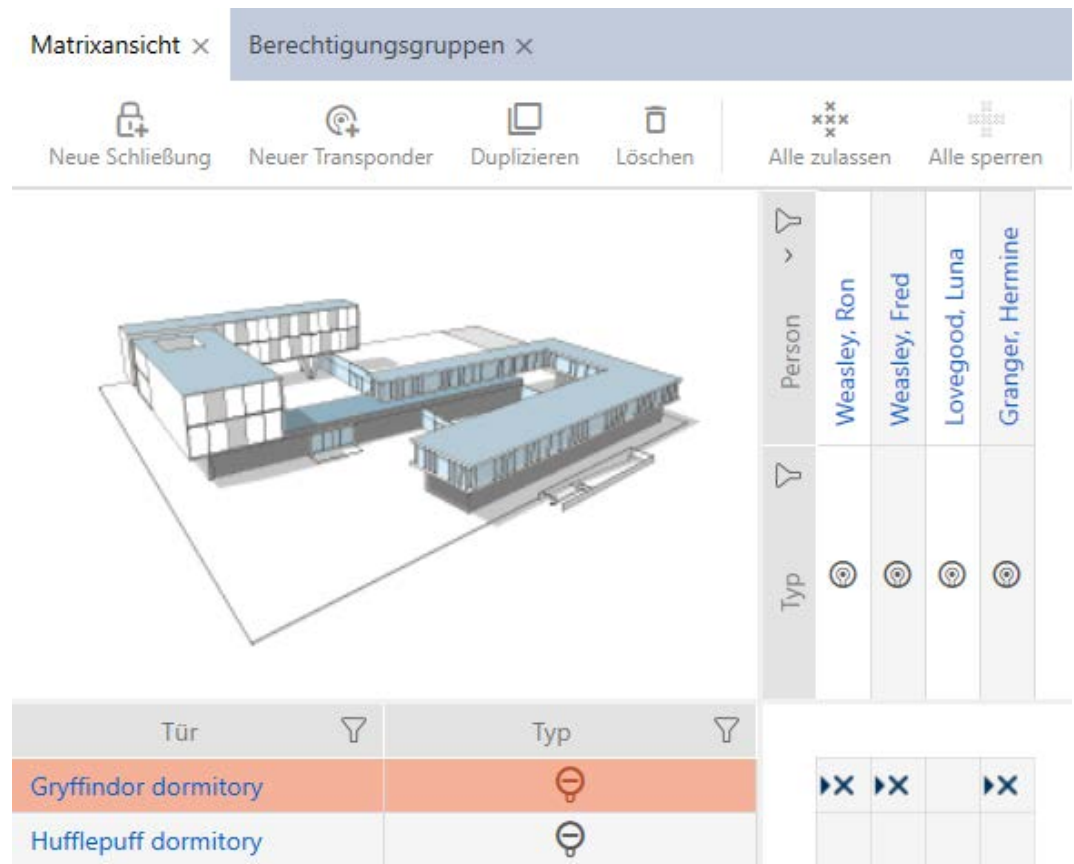 Matrixansicht ×
Berechtigungsgruppen ×
Neue Schließung
Neuer Transponder
Duplizieren
Löschen
Alle zulassen
Alle sperren
Person
Weasley, Ron
Weasley, Fred
Lovegood, Luna
Granger, Hermine
Typ
Tür
Typ
Gryffindor dormitory
Hufflepuff dormitory